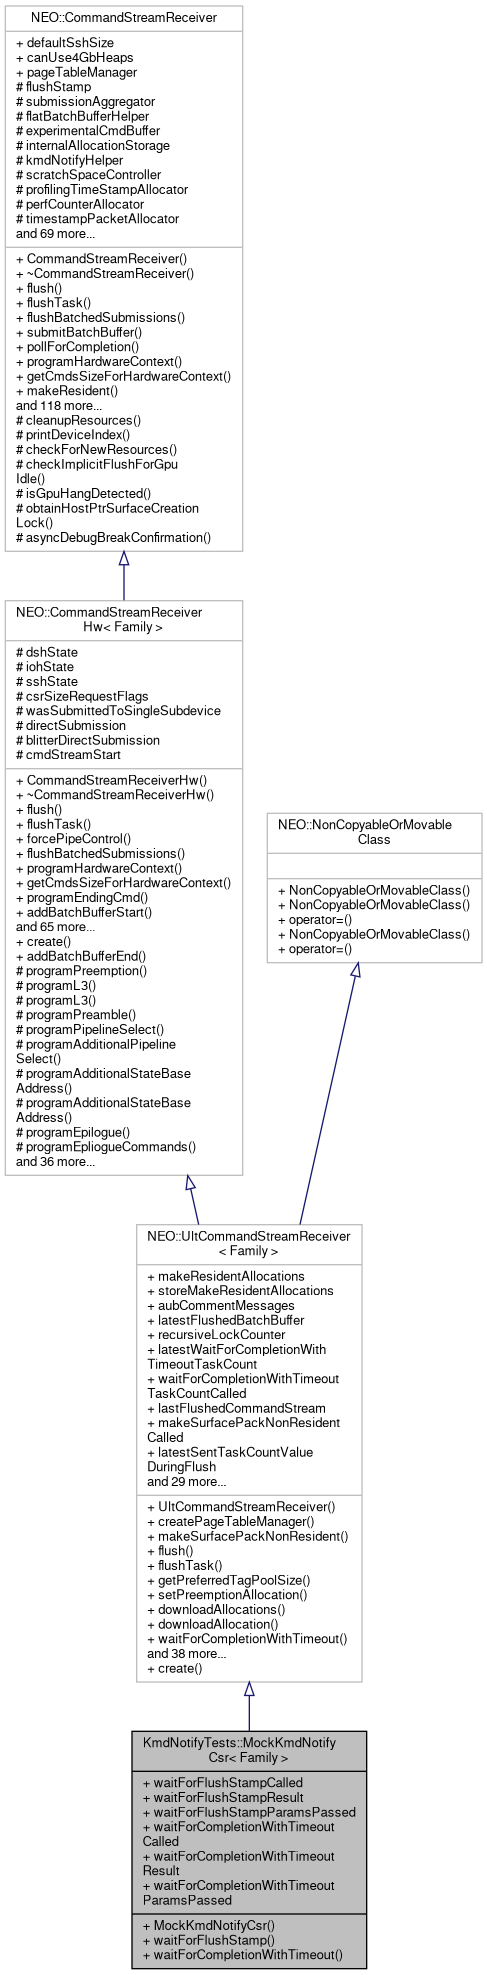 NEO::CommandStreamReceiver
+ defaultSshSize
+ canUse4GbHeaps
+ pageTableManager
# flushStamp
# submissionAggregator
# flatBatchBufferHelper
# experimentalCmdBuffer
# internalAllocationStorage
# kmdNotifyHelper
# scratchSpaceController
# profilingTimeStampAllocator
# perfCounterAllocator
# timestampPacketAllocator
and 69 more...
+ CommandStreamReceiver()
+ ~CommandStreamReceiver()
+ flush()
+ flushTask()
+ flushBatchedSubmissions()
+ submitBatchBuffer()
+ pollForCompletion()
+ programHardwareContext()
+ getCmdsSizeForHardwareContext()
+ makeResident()
and 118 more...
# cleanupResources()
# printDeviceIndex()
# checkForNewResources()
# checkImplicitFlushForGpu
Idle()
# isGpuHangDetected()
# obtainHostPtrSurfaceCreation
Lock()
# asyncDebugBreakConfirmation()
NEO::CommandStreamReceiver
Hw< Family >
# dshState
# iohState
# sshState
# csrSizeRequestFlags
# wasSubmittedToSingleSubdevice
# directSubmission
# blitterDirectSubmission
# cmdStreamStart
+ CommandStreamReceiverHw()
+ ~CommandStreamReceiverHw()
+ flush()
+ flushTask()
+ forcePipeControl()
+ flushBatchedSubmissions()
+ programHardwareContext()
+ getCmdsSizeForHardwareContext()
+ programEndingCmd()
+ addBatchBufferStart()
and 65 more...
+ create()
+ addBatchBufferEnd()
# programPreemption()
# programL3()
# programL3()
# programPreamble()
# programPipelineSelect()
# programAdditionalPipeline
Select()
# programAdditionalStateBase
Address()
# programAdditionalStateBase
Address()
# programEpilogue()
# programEpliogueCommands()
and 36 more...
NEO::NonCopyableOrMovable
Class
+ NonCopyableOrMovableClass()
+ NonCopyableOrMovableClass()
+ operator=()
+ NonCopyableOrMovableClass()
+ operator=()
NEO::UltCommandStreamReceiver
< Family >
+ makeResidentAllocations
+ storeMakeResidentAllocations
+ aubCommentMessages
+ latestFlushedBatchBuffer
+ recursiveLockCounter
+ latestWaitForCompletionWith
TimeoutTaskCount
+ waitForCompletionWithTimeout
TaskCountCalled
+ lastFlushedCommandStream
+ makeSurfacePackNonResident
Called
+ latestSentTaskCountValue
DuringFlush
and 29 more...
+ UltCommandStreamReceiver()
+ createPageTableManager()
+ makeSurfacePackNonResident()
+ flush()
+ flushTask()
+ getPreferredTagPoolSize()
+ setPreemptionAllocation()
+ downloadAllocations()
+ downloadAllocation()
+ waitForCompletionWithTimeout()
and 38 more...
+ create()
KmdNotifyTests::MockKmdNotify
Csr< Family >
+ waitForFlushStampCalled
+ waitForFlushStampResult
+ waitForFlushStampParamsPassed
+ waitForCompletionWithTimeout
Called
+ waitForCompletionWithTimeout
Result
+ waitForCompletionWithTimeout
ParamsPassed
+ MockKmdNotifyCsr()
+ waitForFlushStamp()
+ waitForCompletionWithTimeout()